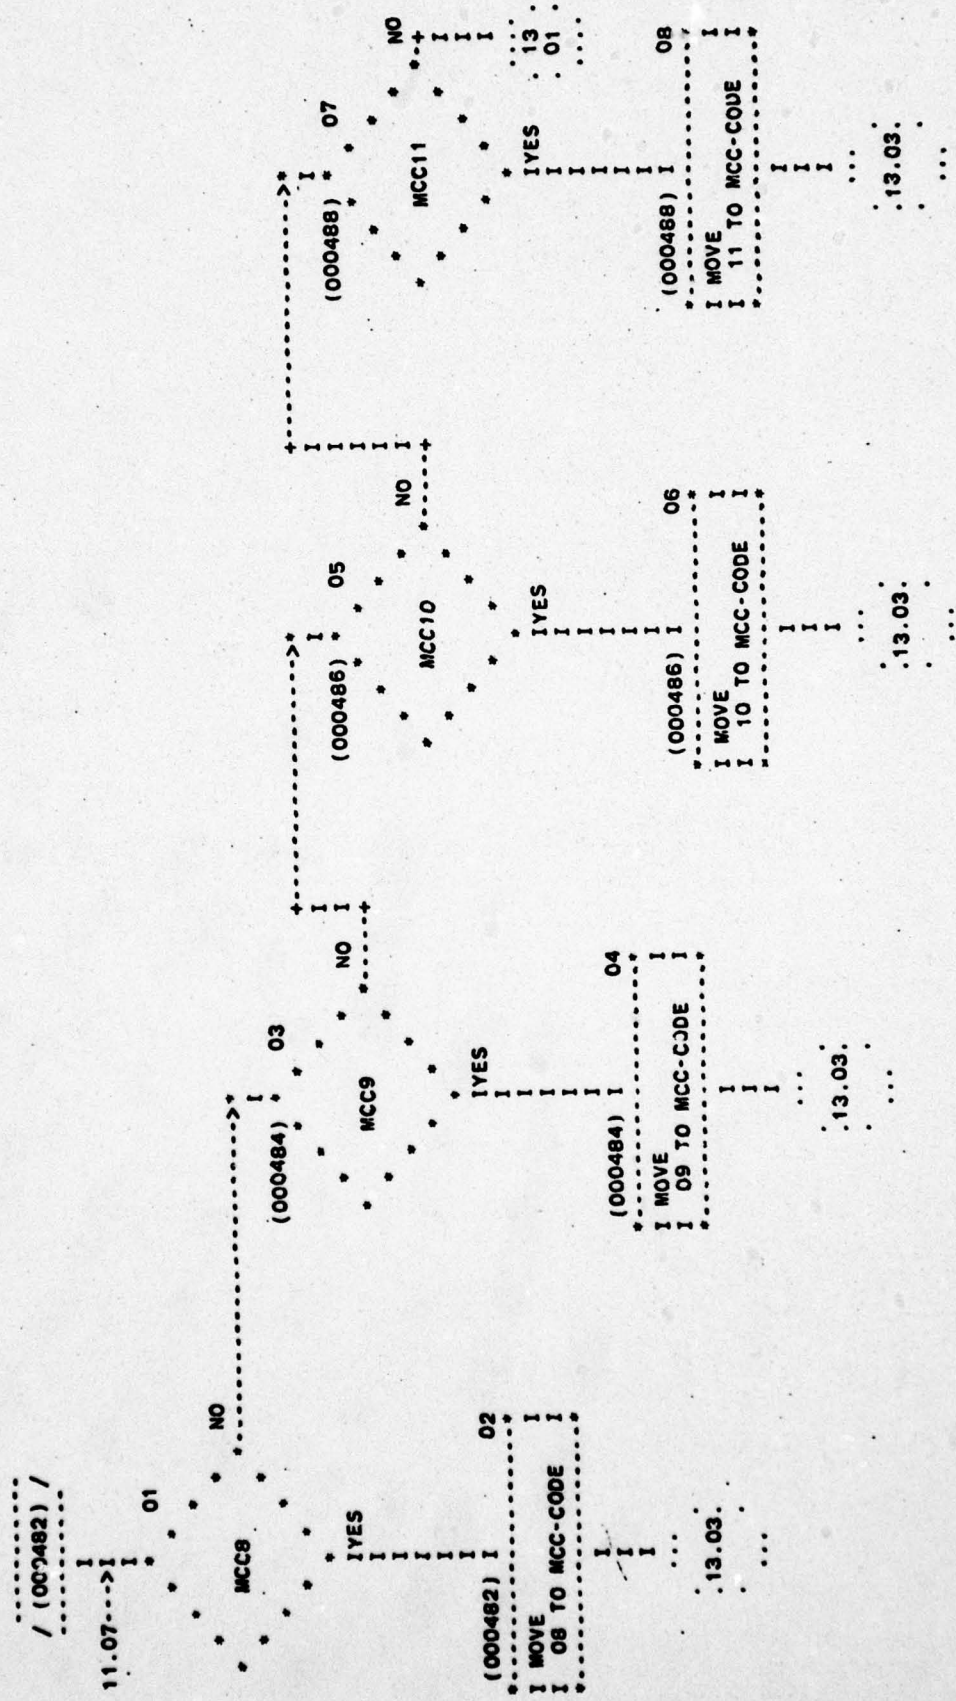 / (000482) /
11.07--->I
01
MCC8
NO
IYES
(000482)
02
I MOVE I
I 08 TO MCC-CODE I
.13.03.
(000484)
03
MCC9
NO
IYES
(000484)
04
I MOVE I
I 09 TO MCC-CODE I
.13.03.
(000486)
05
MCC10
NO
IYES
(000486)
06
I MOVE I
I 10 TO MCC-CODE I
.13.03.
(000488)
07
MCC11
NO
. 13 .
. 01 .
IYES
(000488)
08
I MOVE I
I 11 TO MCC-CODE I
.13.03.